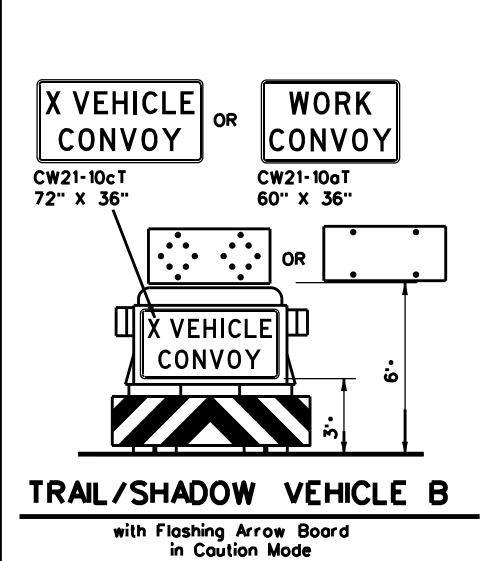 X VEHICLE
CONVOY
OR
WORK
CONVOY
CW21-10cT
72" X 36"
CW21-10aT
60" X 36"
OR
X VEHICLE
CONVOY
6'•
3'•
TRAIL/SHADOW VEHICLE B
with Flashing Arrow Board
in Caution Mode